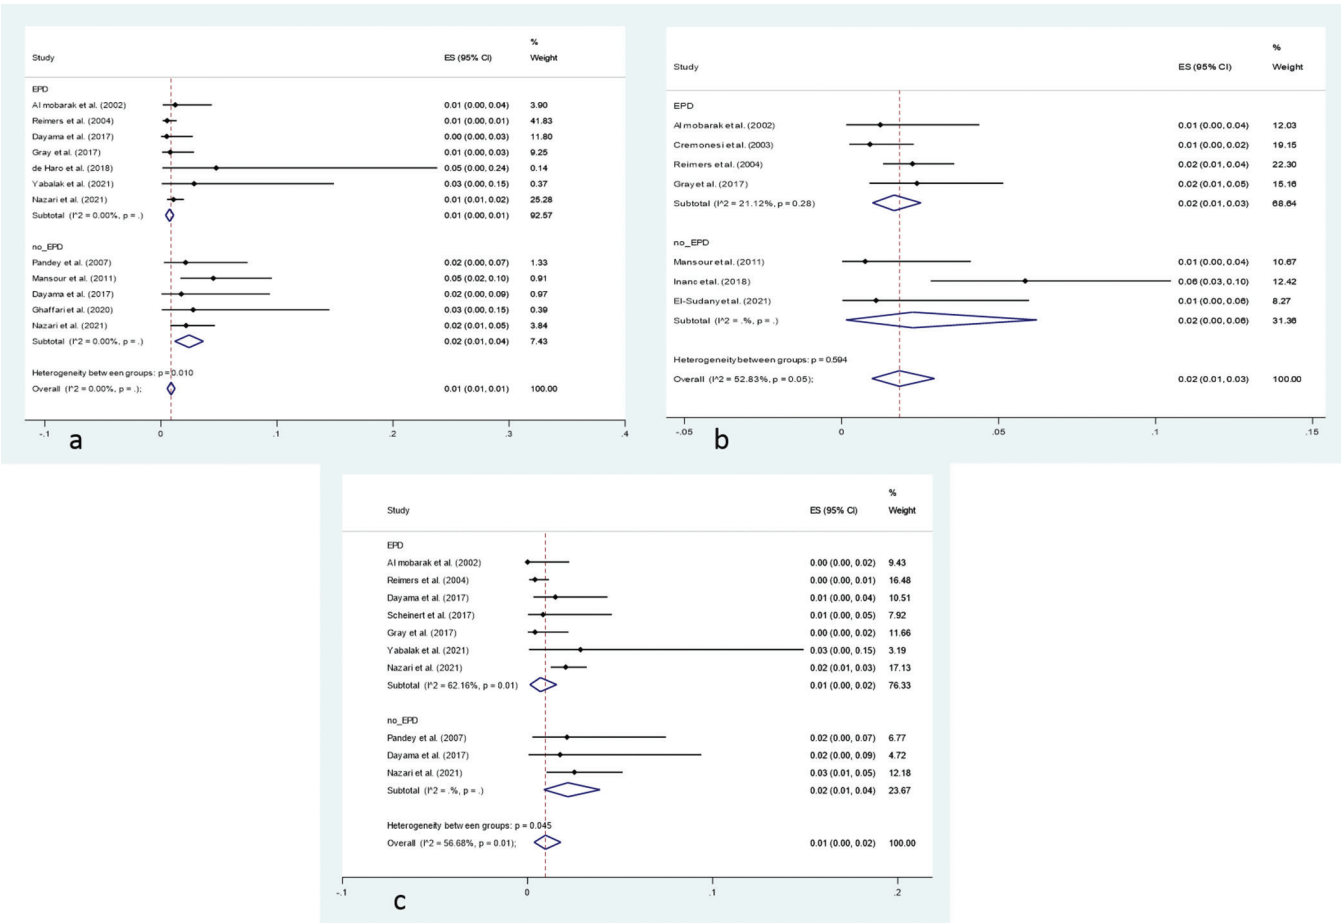 %
Study ES (95% CI) Weight
EPD
Al mobarak et al. (2002) 0.01 (0.00, 0.04) 3.90
Reimers et al. (2004) 0.01 (0.00, 0.01) 41.83
Dayama et al. (2017) 0.00 (0.00, 0.03) 11.80
Gray et al. (2017) 0.01 (0.00, 0.03) 9.25
de Haro et al. (2018) 0.05 (0.00, 0.24) 0.14
Yabalak et al. (2021) 0.03 (0.00, 0.15) 0.37
Nazari et al. (2021) 0.01 (0.01, 0.02) 25.28
Subtotal (I^2 = 0.00%, p = .) 0.01 (0.00, 0.01) 92.57
no_EPD
Pandey et al. (2007) 0.02 (0.00, 0.07) 1.33
Mansour et al. (2011) 0.05 (0.02, 0.10) 0.91
Dayama et al. (2017) 0.02 (0.00, 0.09) 0.97
Ghaffari et al. (2020) 0.03 (0.00, 0.15) 0.39
Nazari et al. (2021) 0.02 (0.01, 0.05) 3.84
Subtotal (I^2 = 0.00%, p = .) 0.02 (0.01, 0.04) 7.43
Heterogeneity between groups: p = 0.010
Overall (I^2 = 0.00%, p = .); 0.01 (0.01, 0.01) 100.00
-.1 0 .1 .2 .3 .4
a
%
Study ES (95% CI) Weight
EPD
Al mobarak et al. (2002) 0.01 (0.00, 0.04) 12.03
Cremonesi et al. (2003) 0.01 (0.00, 0.02) 19.15
Reimers et al. (2004) 0.02 (0.01, 0.04) 22.30
Gray et al. (2017) 0.02 (0.01, 0.05) 15.16
Subtotal (I^2 = 21.12%, p = 0.28) 0.02 (0.01, 0.03) 68.64
no_EPD
Mansour et al. (2011) 0.01 (0.00, 0.04) 10.67
Inanc et al. (2018) 0.06 (0.03, 0.10) 12.42
El-Sudany et al. (2021) 0.01 (0.00, 0.06) 8.27
Subtotal (I^2 = .%, p = .) 0.02 (0.00, 0.06) 31.36
Heterogeneity between groups: p = 0.594
Overall (I^2 = 52.83%, p = 0.05); 0.02 (0.01, 0.03) 100.00
-.05 0 .05 .1 .15
b
%
Study ES (95% CI) Weight
EPD
Al mobarak et al. (2002) 0.00 (0.00, 0.02) 9.43
Reimers et al. (2004) 0.00 (0.00, 0.01) 16.48
Dayama et al. (2017) 0.01 (0.00, 0.04) 10.51
Scheinert et al. (2017) 0.01 (0.00, 0.05) 7.92
Gray et al. (2017) 0.00 (0.00, 0.02) 11.66
Yabalak et al. (2021) 0.03 (0.00, 0.15) 3.19
Nazari et al. (2021) 0.02 (0.01, 0.03) 17.13
Subtotal (I^2 = 62.16%, p = 0.01) 0.01 (0.00, 0.02) 76.33
no_EPD
Pandey et al. (2007) 0.02 (0.00, 0.07) 6.77
Dayama et al. (2017) 0.02 (0.00, 0.09) 4.72
Nazari et al. (2021) 0.03 (0.01, 0.05) 12.18
Subtotal (I^2 = .%, p = .) 0.02 (0.01, 0.04) 23.67
Heterogeneity between groups: p = 0.045
Overall (I^2 = 56.68%, p = 0.01); 0.01 (0.00, 0.02) 100.00
-.1 0 .1 .2
c